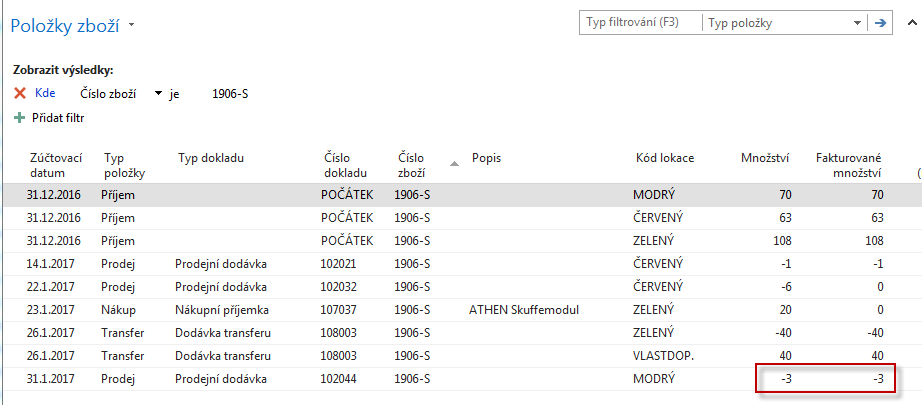 Položky zboží
Typ filtrování (F3) Typ položky
Zobrazit výsledky:
Kde Číslo zboží je 1906-S
Přidat filtr
Zúčtovací datum Typ položky Typ dokladu Číslo dokladu Číslo zboží Popis Kód lokace Množství Fakturované množství (
31.12.2016 Příjem POČÁTEK 1906-S MODRÝ 70 70
31.12.2016 Příjem POČÁTEK 1906-S ČERVENÝ 63 63
31.12.2016 Příjem POČÁTEK 1906-S ZELENÝ 108 108
14.1.2017 Prodej Prodejní dodávka 102021 1906-S ČERVENÝ -1 -1
22.1.2017 Prodej Prodejní dodávka 102032 1906-S ČERVENÝ -6 0
23.1.2017 Nákup Nákupní příjemka 107037 1906-S ATHEN Skuffemodul ZELENÝ 20 0
26.1.2017 Transfer Dodávka transferu 108003 1906-S ZELENÝ -40 -40
26.1.2017 Transfer Dodávka transferu 108003 1906-S VLASTDOP. 40 40
31.1.2017 Prodej Prodejní dodávka 102044 1906-S MODRÝ -3 -3